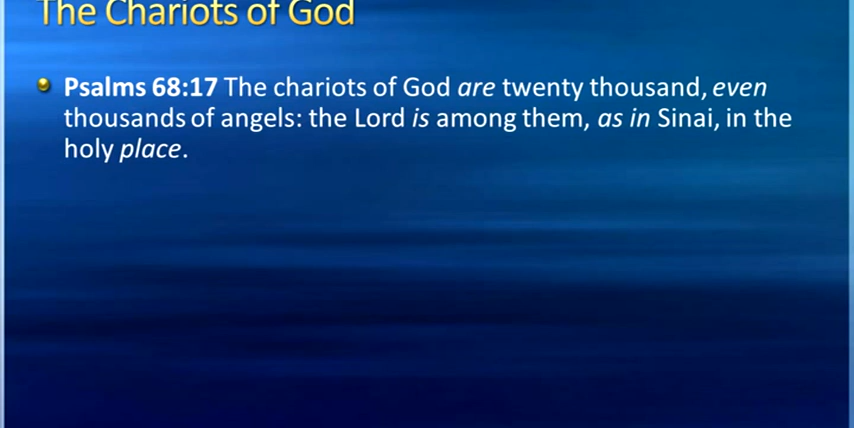 The Chariots of God
Psalms 68:17 The chariots of God are twenty thousand, even
thousands of angels: the Lord is among them, as in Sinai, in the
holy place.